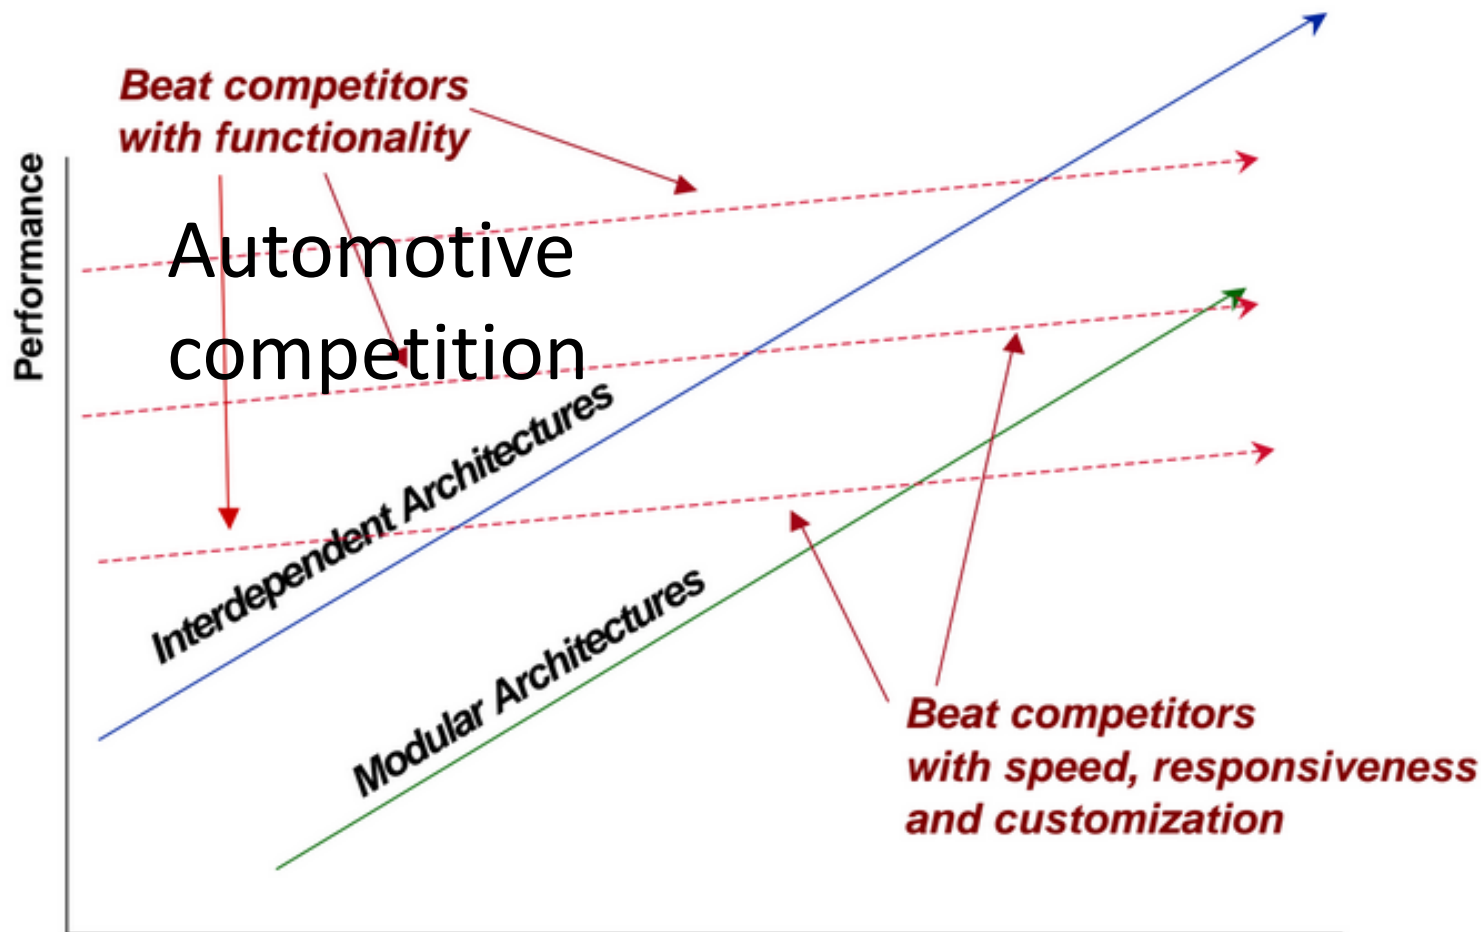 Beat competitors
with functionality
Performance
Automotive
competition
Interdependent Architectures
Modular Architectures
Beat competitors
with speed, responsiveness
and customization